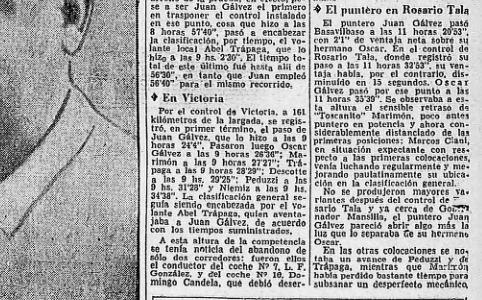 a ser Juan Gálvez el primero
en trasponer el control instalado
en eso punto, cosa que hizo a las 8
horas 57'40", pasó a encabezar
la clasificación, por tiempo, el vo-
lante local Abel Trápaga, que lo
hizo a las 9 hs. 2'30". El tiempo to-
tal de este último fué hasta allí de
56'30", en tanto que Juan empleó
56'40" para el mismo recorrido.
♦ En Victoria
Por el control de Victoria, a 161
kilómetros de la largada, se regis-
tró, en primer término, el paso de
Juan Gálvez, que lo hizo a las 9
horas 24'4". Pasaron luego Oscar
Gálvez a las 9 horas 26'36"; Ma-
rimón a las 9 horas 27'27"; Trá-
paga a las 9 horas 28'29"; Descotte
a las 9 hs. 29'25"; Peduzzi a las
9 hs. 31'28" y Niemiz a las 9 hs.
34'38". La clasificación general se-
guía siendo encabezada por el vo-
lante Abel Trápaga, quien aventa-
jaba a Juan Gálvez, de acuerdo
con los tiempos suministrados.
A esta altura de la competencia
se tenía noticia del abandono de
sólo dos corredores: fueron ellos
el conductor del coche Nº 7, L. F.
González, y del coche Nº 10, Do-
mingo Candela, que debió deser-
♦ El puntero en Rosario Tala
El puntero Juan Gálvez pasó
Basavilbaso a las 11 horas 20'53",
con 2'1" de ventaja neta sobre su
hermano Oscar. En el control de
Rosario Tala, donde registró su
paso a las 11 horas 32'53", su ven-
taja había, por el contrario, dis-
minuído en 15 segundos. Oscar
Gálvez pasó por ese punto a las 11
horas 35'39". Se observaba a es-
ta altura el sensible retraso de
"Toscanito" Marimón, poco antes
puntero en potencia y ahora con-
siderablemente distanciado de las
primeras posiciones; Marcos Ciani,
en situación expectante con res-
pecto a las primeras colocaciones,
venía luchando regularmente y me-
jorando paulatinamente su ubica-
ción en la clasificación general.
No se produjeron mayores va-
riantes después del control de
sario Tala y ya cerca de
nador Mansilla, el puntero Juan
Gálvez pareció abrir algo más la
luz que lo separaba de su hermano
Oscar.
En las otras colocaciones se no-
taba un avance de Peduzzi y de
Trápaga, mientras que Marimón
había perdido bastante tiempo para
subsanar un desperfecto mecánico,